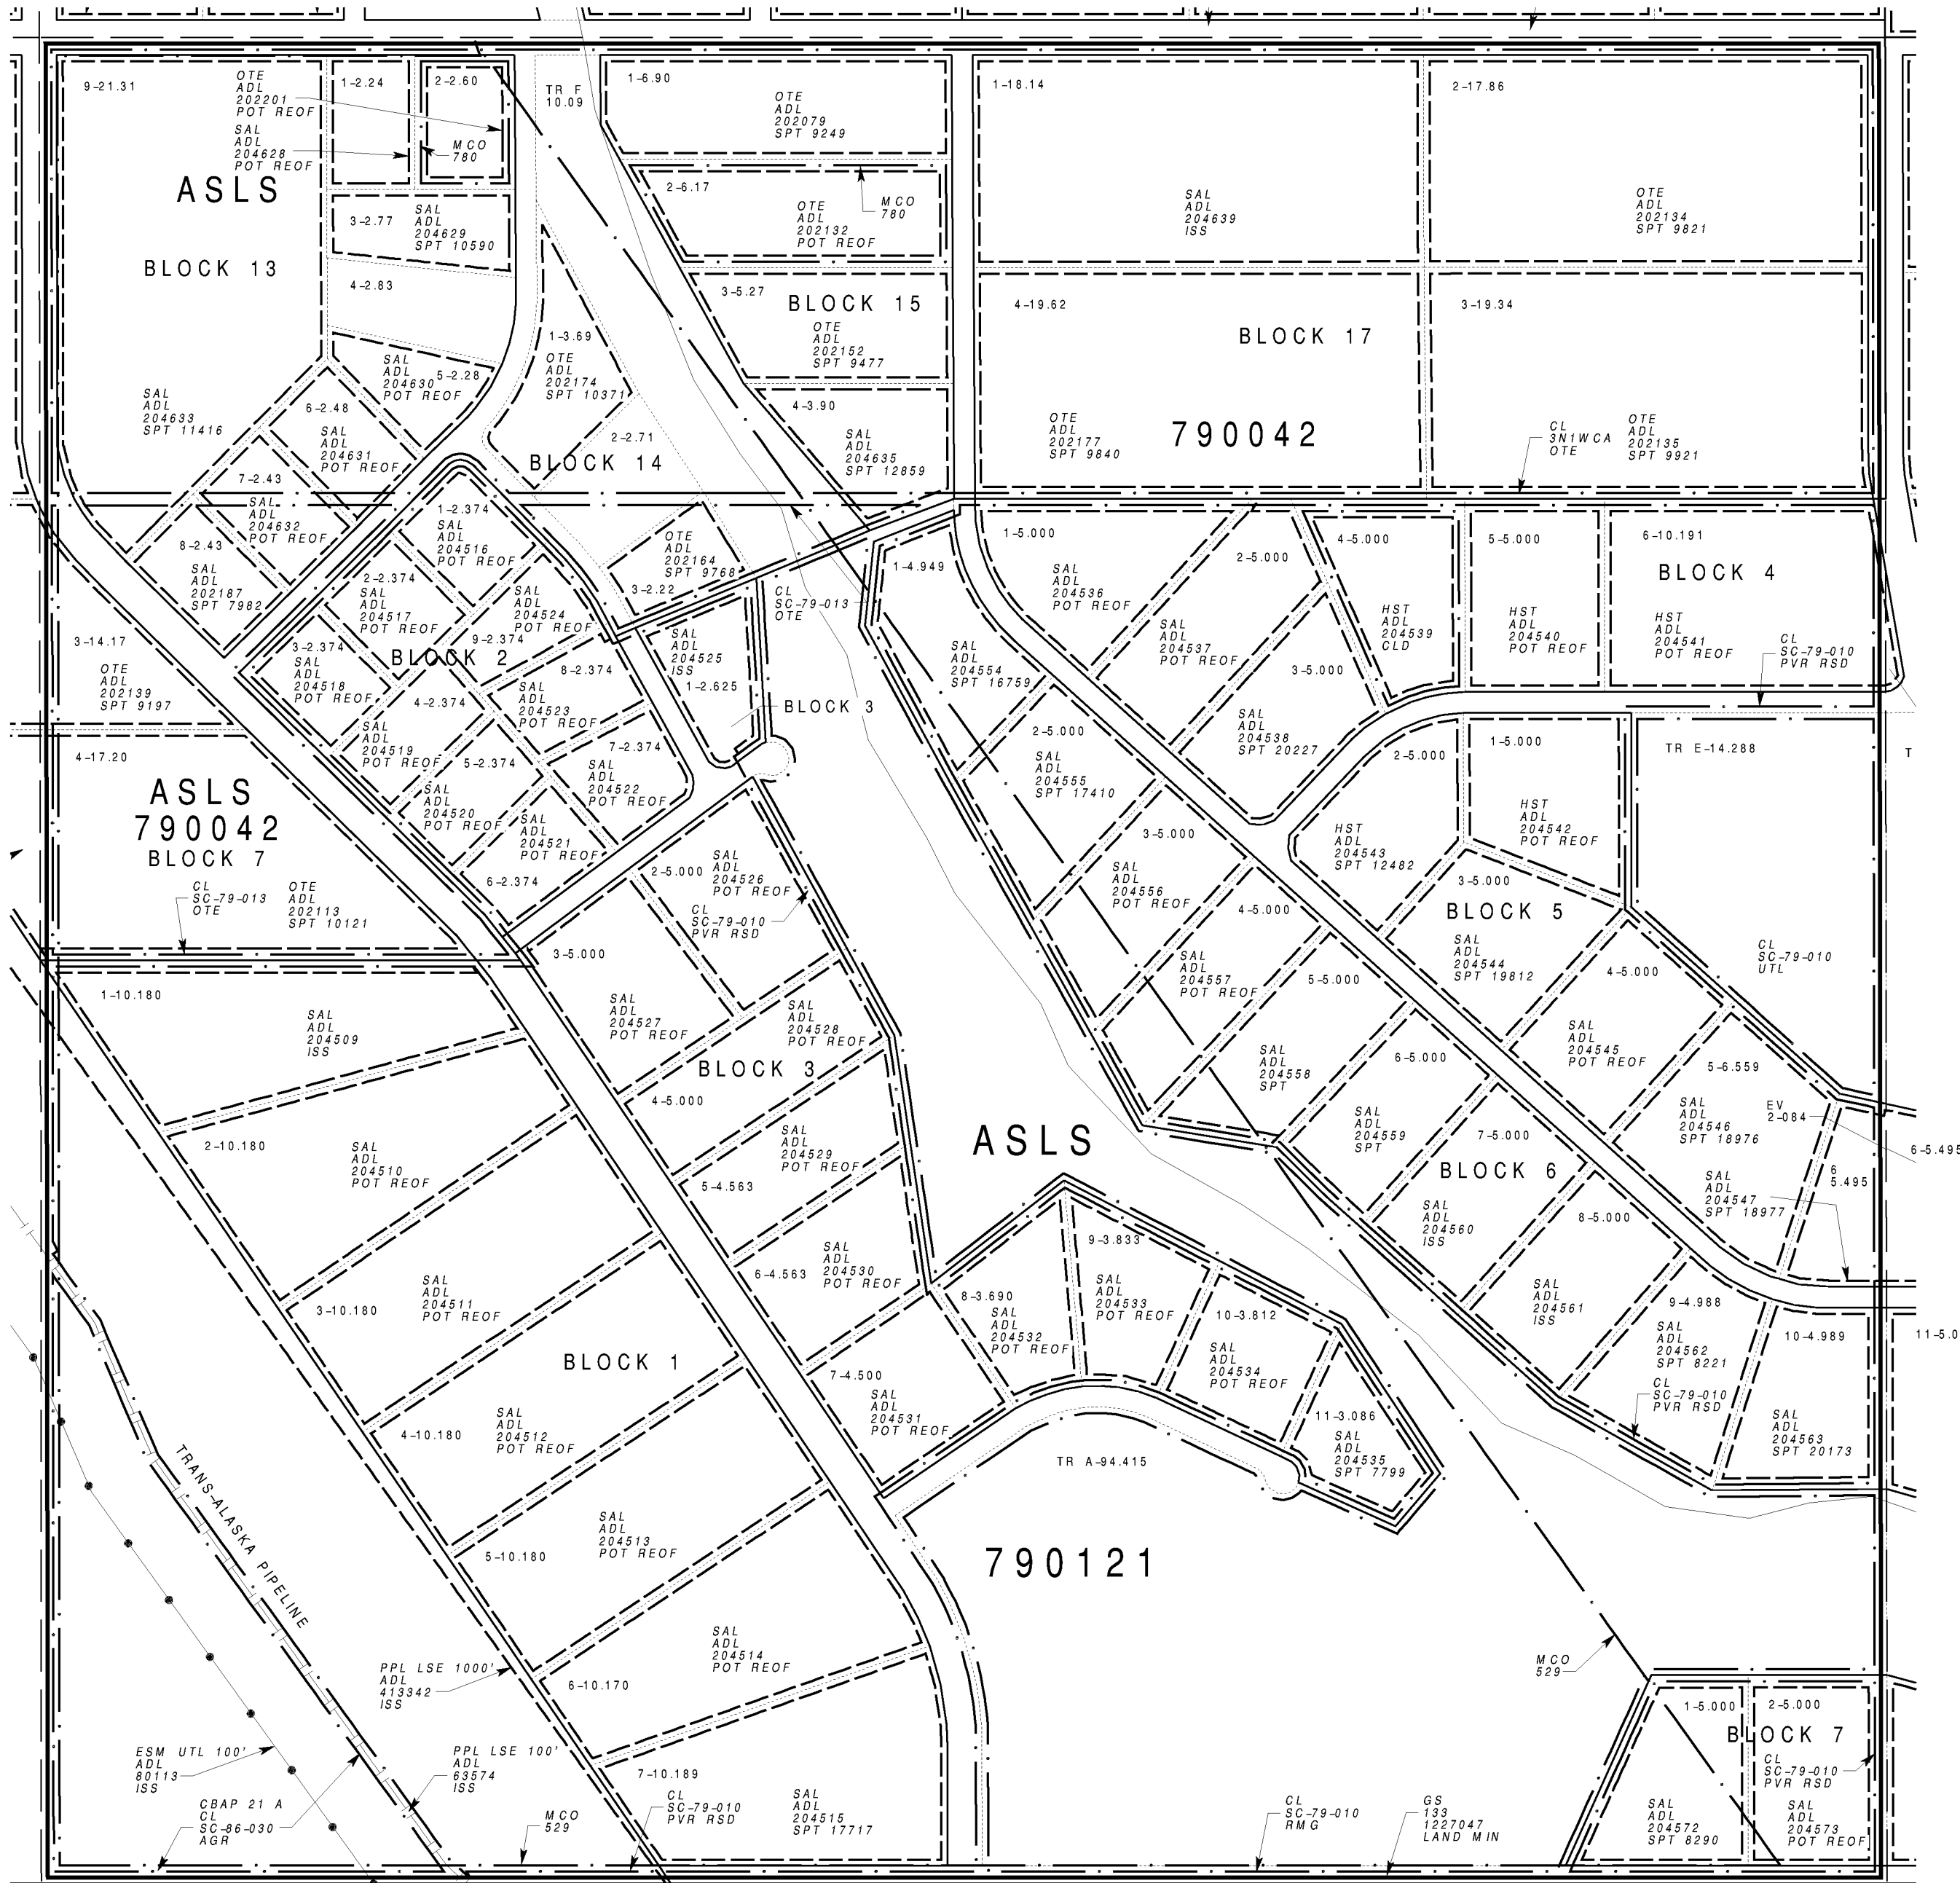 9-21.31
OTE
ADL
202201
POT REOF
SAL
ADL
204628
POT REOF
1-2.24
2-2.60
MCO
780
TR F
10.09
ASLS
BLOCK 13
3-2.77
SAL
ADL
204629
SPT 10590
4-2.83
SAL
ADL
204630
POT REOF
5-2.28
SAL
ADL
204633
SPT 11416
6-2.48
SAL
ADL
204631
POT REOF
7-2.43
SAL
ADL
204632
POT REOF
8-2.43
SAL
ADL
202187
SPT 7982
1-6.90
OTE
ADL
202079
SPT 9249
2-6.17
OTE
ADL
202132
POT REOF
MCO
780
3-5.27
BLOCK 15
OTE
ADL
202152
SPT 9477
4-3.90
SAL
ADL
204635
SPT 12859
1-3.69
OTE
ADL
202174
SPT 10371
2-2.71
BLOCK 14
OTE
ADL
202164
SPT 9768
3-2.22
1-18.14
SAL
ADL
204639
ISS
2-17.86
OTE
ADL
202134
SPT 9821
4-19.62
BLOCK 17
3-19.34
OTE
ADL
202177
SPT 9840
790042
CL
3N1WCA
OTE
OTE
ADL
202135
SPT 9921
1-2.374
SAL
ADL
204516
POT REOF
2-2.374
SAL
ADL
204517
POT REOF
SAL
ADL
204524
POT REOF
9-2.374
BLOCK 2
3-2.374
SAL
ADL
204518
POT REOF
8-2.374
SAL
ADL
204523
POT REOF
4-2.374
SAL
ADL
204519
POT REOF
7-2.374
SAL
ADL
204522
POT REOF
5-2.374
SAL
ADL
204520
POT REOF
SAL
ADL
204521
POT REOF
6-2.374
3-14.17
OTE
ADL
202139
SPT 9197
4-17.20
ASLS
790042
BLOCK 7
CL
SC-79-013
OTE
OTE
ADL
202113
SPT 10121
SAL
ADL
204525
ISS
1-2.625
BLOCK 3
CL
SC-79-013
OTE
1-4.949
SAL
ADL
204554
SPT 16759
1-5.000
SAL
ADL
204536
POT REOF
2-5.000
SAL
ADL
204537
POT REOF
3-5.000
SAL
ADL
204538
SPT 20227
4-5.000
HST
ADL
204539
CLD
5-5.000
HST
ADL
204540
POT REOF
6-10.191
BLOCK 4
HST
ADL
204541
POT REOF
CL
SC-79-010
PVR RSD
2-5.000
SAL
ADL
204555
SPT 17410
3-5.000
SAL
ADL
204556
POT REOF
4-5.000
SAL
ADL
204557
POT REOF
5-5.000
SAL
ADL
204558
SPT
6-5.000
SAL
ADL
204559
SPT
7-5.000
BLOCK 6
SAL
ADL
204560
ISS
8-5.000
SAL
ADL
204561
ISS
9-4.988
SAL
ADL
204562
SPT 8221
CL
SC-79-010
PVR RSD
10-4.989
SAL
ADL
204563
SPT 20173
11-5.0
2-5.000
1-5.000
TR E-14.288
T
HST
ADL
204543
SPT 12482
HST
ADL
204542
POT REOF
3-5.000
BLOCK 5
SAL
ADL
204544
SPT 19812
4-5.000
CL
SC-79-010
UTL
SAL
ADL
204545
POT REOF
5-6.559
SAL
ADL
204546
SPT 18976
EV
2-084
6-5.495
6
5.495
SAL
ADL
204547
SPT 18977
2-5.000
SAL
ADL
204526
POT REOF
CL
SC-79-010
PVR RSD
3-5.000
SAL
ADL
204527
POT REOF
SAL
ADL
204528
POT REOF
BLOCK 3
4-5.000
SAL
ADL
204529
POT REOF
5-4.563
SAL
ADL
204530
POT REOF
6-4.563
7-4.500
SAL
ADL
204531
POT REOF
8-3.690
SAL
ADL
204532
POT REOF
9-3.833
SAL
ADL
204533
POT REOF
10-3.812
SAL
ADL
204534
POT REOF
11-3.086
SAL
ADL
204535
SPT 7799
ASLS
TR A-94.415
790121
1-10.180
SAL
ADL
204509
ISS
2-10.180
SAL
ADL
204510
POT REOF
3-10.180
SAL
ADL
204511
POT REOF
BLOCK 1
4-10.180
SAL
ADL
204512
POT REOF
5-10.180
SAL
ADL
204513
POT REOF
6-10.170
SAL
ADL
204514
POT REOF
7-10.189
SAL
ADL
204515
SPT 17717
TRANS-ALASKA PIPELINE
PPL LSE 1000'
ADL
413342
ISS
ESM UTL 100'
ADL
80113
ISS
PPL LSE 100'
ADL
63574
ISS
CBAP 21 A
CL
SC-86-030
AGR
MCO
529
CL
SC-79-010
PVR RSD
CL
SC-79-010
RMG
GS
133
1227047
LAND MIN
MCO
529
1-5.000
2-5.000
BLOCK 7
CL
SC-79-010
PVR RSD
SAL
ADL
204572
SPT 8290
SAL
ADL
204573
POT REOF